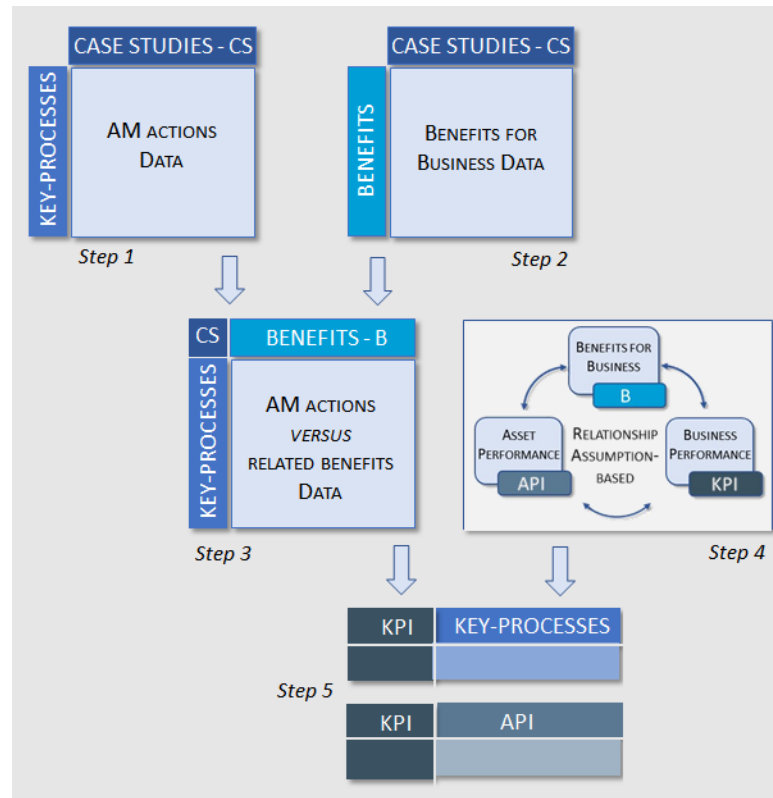 CASE STUDIES - CS
KEY-PROCESSES
AM ACTIONS
DATA
Step 1
CASE STUDIES - CS
BENEFITS
BENEFITS FOR
BUSINESS DATA
Step 2
CS
BENEFITS - B
KEY-PROCESSES
AM ACTIONS
VERSUS
RELATED BENEFITS
DATA
Step 3
BENEFITS FOR
BUSINESS
B
ASSET
PERFORMANCE
API
RELATIONSHIP
ASSUMPTION-
BASED
BUSINESS
PERFORMANCE
KPI
Step 4
KPI
KEY-PROCESSES
Step 5
KPI
API